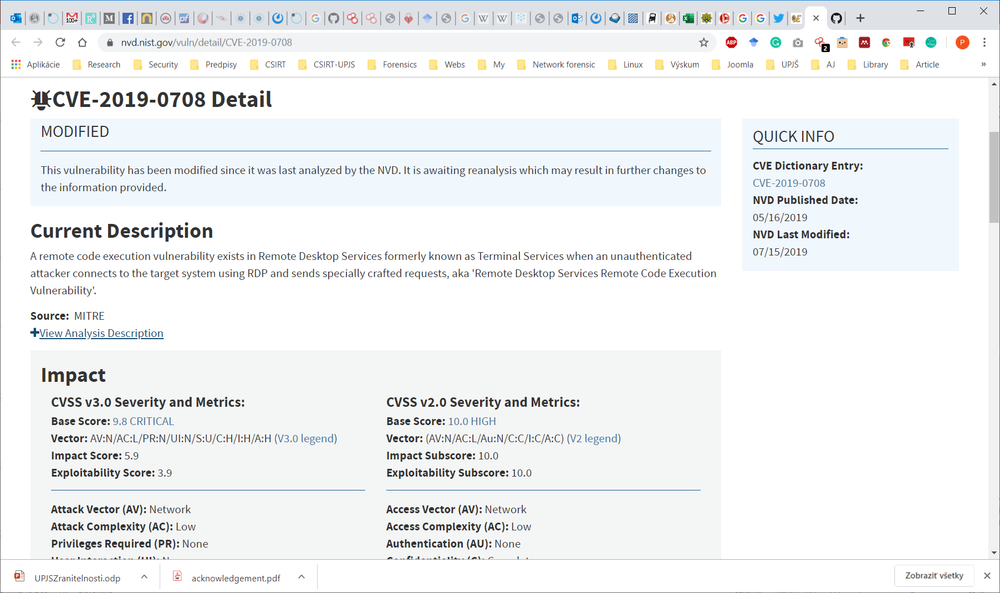 nvd.nist.gov/vuln/detail/CVE-2019-0708
ABP
2
P
Aplikácie Research Security Predpisy CSIRT CSIRT-UPJS Forensics Webs My Network forensic Linux Výskum Joomla UPJŠ AJ Library Article »
CVE-2019-0708 Detail
MODIFIED
This vulnerability has been modified since it was last analyzed by the NVD. It is awaiting reanalysis which may result in further changes to
the information provided.
QUICK INFO
CVE Dictionary Entry:
CVE-2019-0708
NVD Published Date:
05/16/2019
NVD Last Modified:
07/15/2019
Current Description
A remote code execution vulnerability exists in Remote Desktop Services formerly known as Terminal Services when an unauthenticated
attacker connects to the target system using RDP and sends specially crafted requests, aka 'Remote Desktop Services Remote Code Execution
Vulnerability'.
Source: MITRE
View Analysis Description
Impact
CVSS v3.0 Severity and Metrics:
Base Score: 9.8 CRITICAL
Vector: AV:N/AC:L/PR:N/UI:N/S:U/C:H/I:H/A:H (V3.0 legend)
Impact Score: 5.9
Exploitability Score: 3.9
Attack Vector (AV): Network
Attack Complexity (AC): Low
Privileges Required (PR): None
CVSS v2.0 Severity and Metrics:
Base Score: 10.0 HIGH
Vector: (AV:N/AC:L/Au:N/C:C/I:C/A:C) (V2 legend)
Impact Subscore: 10.0
Exploitability Subscore: 10.0
Access Vector (AV): Network
Access Complexity (AC): Low
Authentication (AU): None
UPJSZranitelnosti.odp
acknowledgement.pdf
Zobraziť všetky